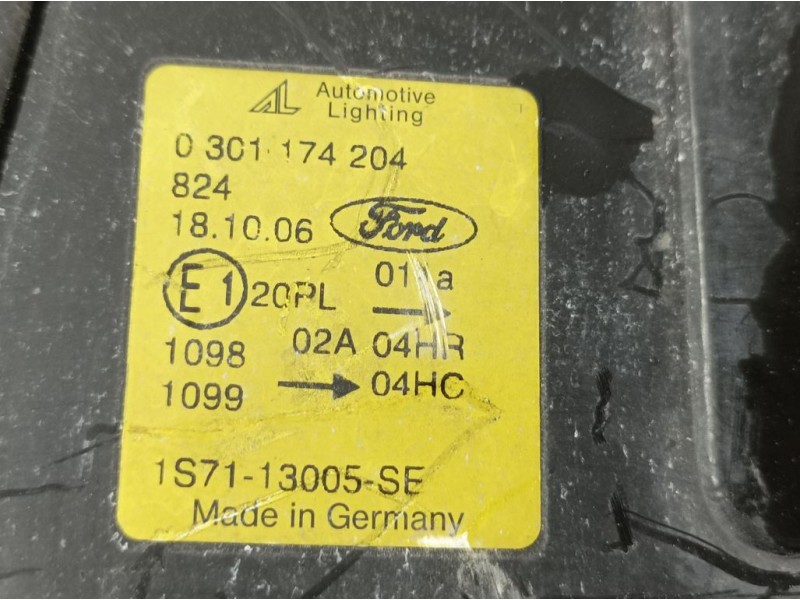 AL Automotive
Lighting
0 301 174 204
824
18.10.06 Ford
E1 20PL
02A 04HR
1098
1099 → 04HC
1S71-13005-SE
Made in Germany